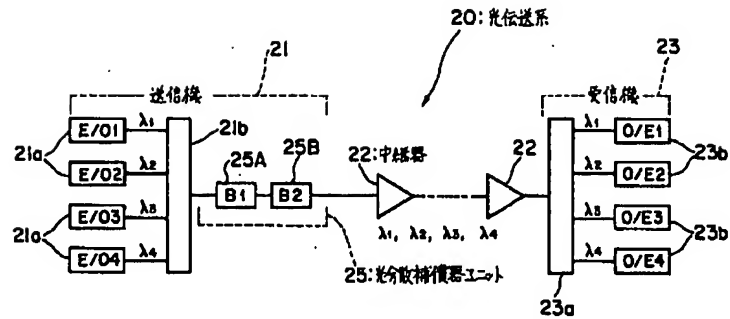 20:光伝送系
21
23
送信機
受信機
21a
E/O1
λ1
E/O2
λ2
21a
E/O3
λ3
E/O4
λ4
21b
25A
B1
25B
B2
25:光分散補償器ユニット
22:中継器
22
λ1, λ2, λ3, λ4
23a
λ1
O/E1
λ2
O/E2
23b
λ3
O/E3
λ4
O/E4
23b